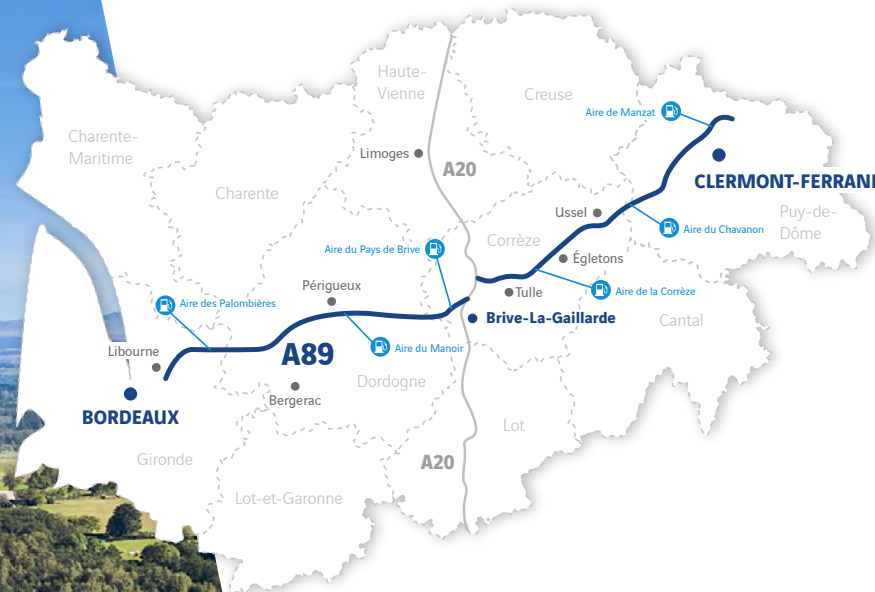 Haute-
Vienne
Creuse
Aire de Manzat
Charente-
Maritime
Limoges
A20
CLERMONT-FERRAN
Charente
Ussel
Puy-de-
Dôme
Aire du Chavanon
Corrèze
Aire du Pays de Brive
Égletons
Périgueux
Tulle
Aire de la Corrèze
Aire des Palombières
Brive-La-Gaillarde
Cantal
Libourne
A89
Aire du Manoir
Dordogne
Bergerac
BORDEAUX
Lot
Gironde
A20
Lot-et-Garonne